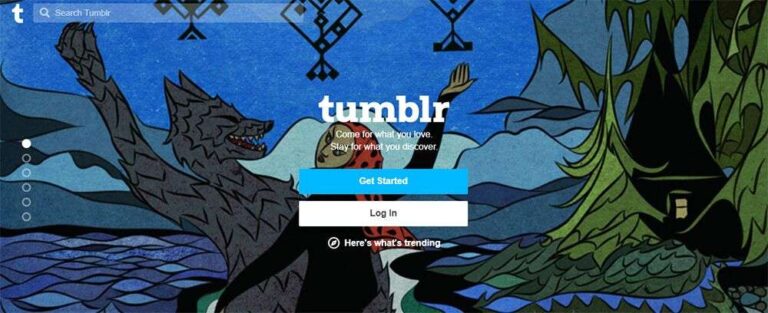 t
Search Tumblr
tumblr
Come for what you love.
Stay for what you discover.
Get Started
Log In
Here's what's trending